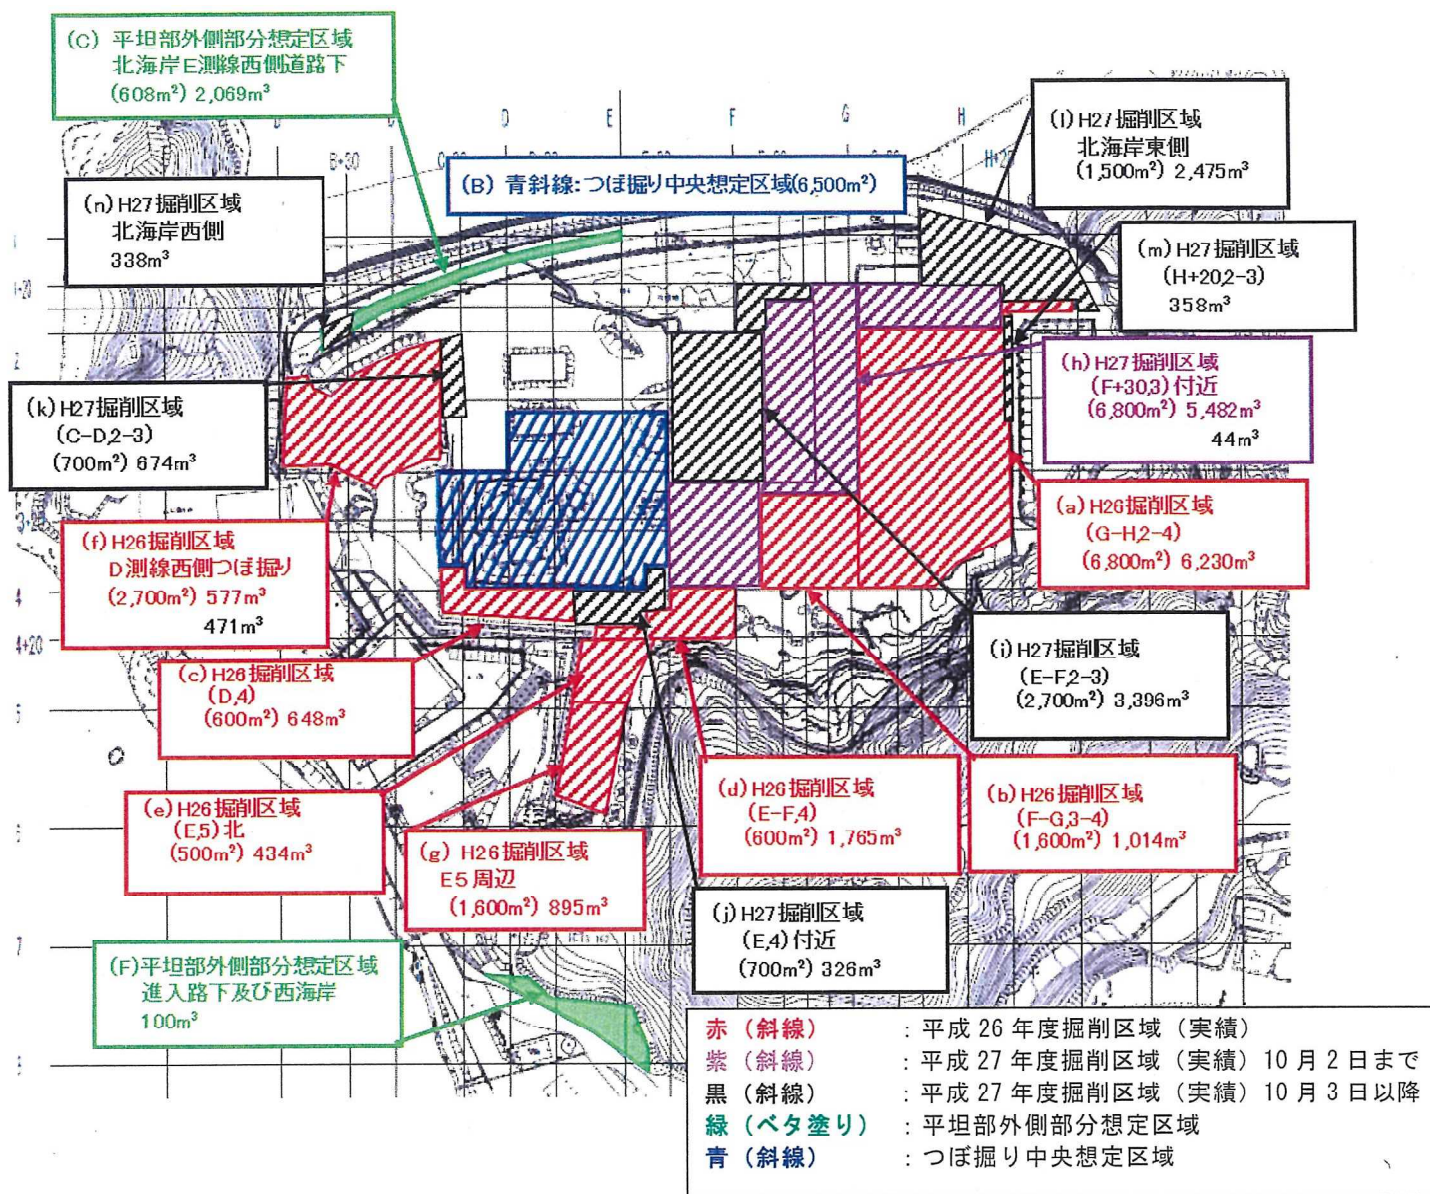 (C) 平坦部外側部分想定区域
北海岸E測線西側道路下
(608m²) 2,069m³
D
E
F
G
H
B+30
H+20
(B) 青斜線：つぼ掘り中央想定区域(6,500m²)
(l)H27掘削区域
北海岸東側
(1,500m²) 2,475m³
(n)H27掘削区域
北海岸西側
338m³
(m)H27掘削区域
(H+20,2-3)
358m³
2
(h)H27掘削区域
(F+30,3)付近
(6,800m²) 5,482m³
44m³
(k)H27掘削区域
(C-D,2-3)
(700m²) 674m³
(a)H26掘削区域
(G-H,2-4)
(6,800m²) 6,230m³
(f)H26掘削区域
D測線西側つぼ掘り
(2,700m²) 577m³
471m³
4
4+20
(i)H27掘削区域
(E-F,2-3)
(2,700m²) 3,396m³
(c)H26掘削区域
(D,4)
(600m²) 648m³
5
(d)H26掘削区域
(E-F,4)
(600m²) 1,765m³
(b)H26掘削区域
(F-G,3-4)
(1,600m²) 1,014m³
(e)H26掘削区域
(E,5)北
(500m²) 434m³
6
(g) H26掘削区域
E5周辺
(1,600m²) 895m³
(j)H27掘削区域
(E,4)付近
(700m²) 326m³
7
(F)平坦部外側部分想定区域
進入路下及び西海岸
100m³
8
赤（斜線）：平成26年度掘削区域（実績）
紫（斜線）：平成27年度掘削区域（実績）10月2日まで
黒（斜線）：平成27年度掘削区域（実績）10月3日以降
緑（ベタ塗り）：平坦部外側部分想定区域
青（斜線）：つぼ掘り中央想定区域